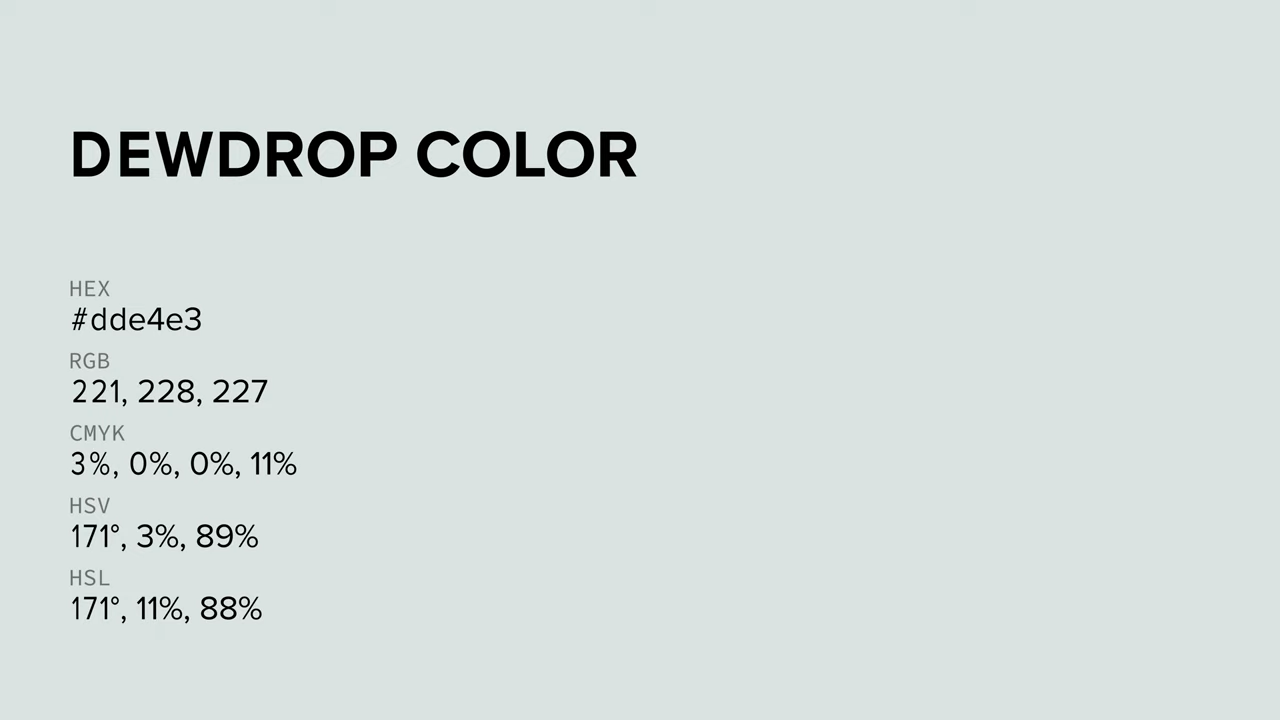 DEWDROP COLOR
HEX
#dde4e3
RGB
221, 228, 227
CMYK
3%, 0%, 0%, 11%
HSV
171°, 3%, 89%
HSL
171°, 11%, 88%